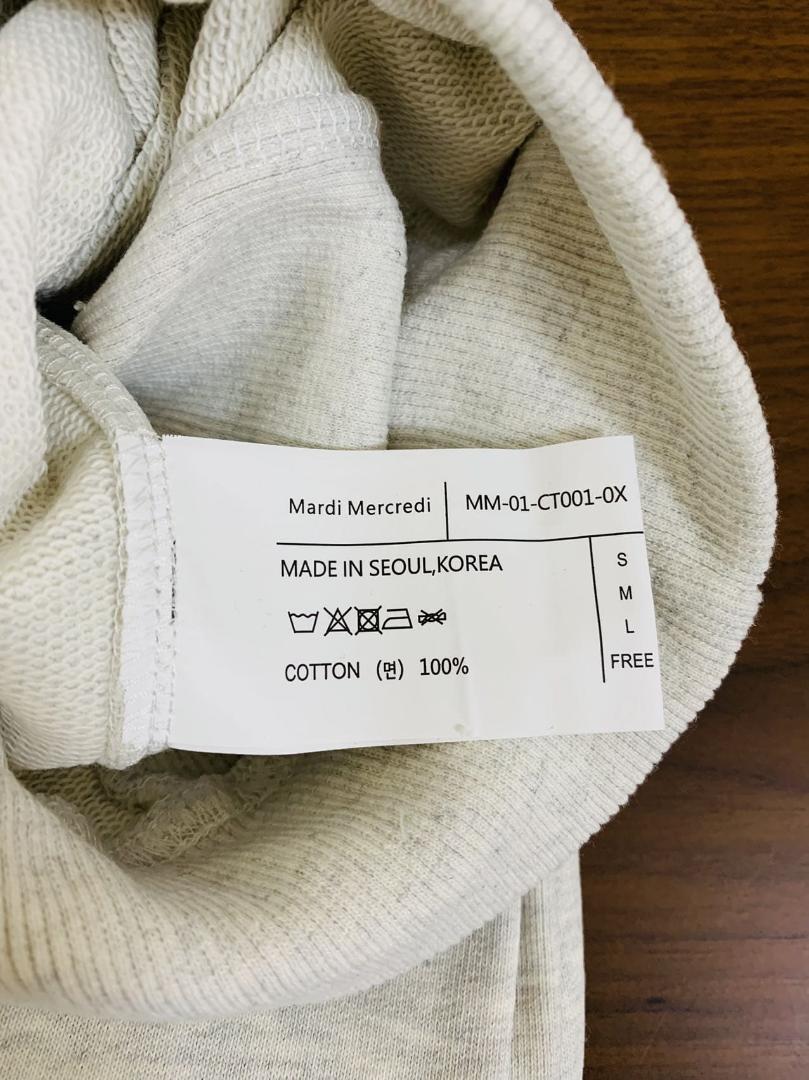 Mardi Mercredi
MM-01-CT001-0X
MADE IN SEOUL,KOREA
COTTON (면) 100%
S
M
L
FREE